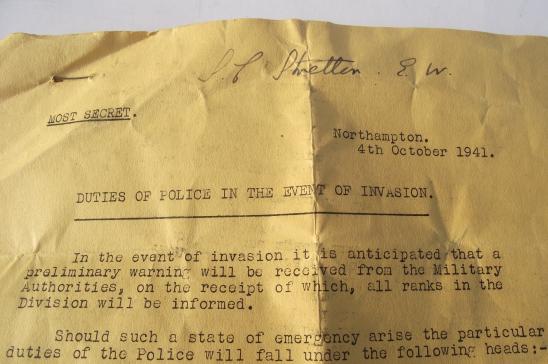 Stretten. E. W.
MOST SECRET.
Northampton.
4th October 1941.
DUTIES OF POLICE IN THE EVENT OF INVASION.
In the event of invasion it is anticipated that a
preliminary warning will be received from the Military
Authorities, on the receipt of which, all ranks in the
Division will be informed.
Should such a state of emergency arise the particular
duties of the Police will fall under the following heads:-